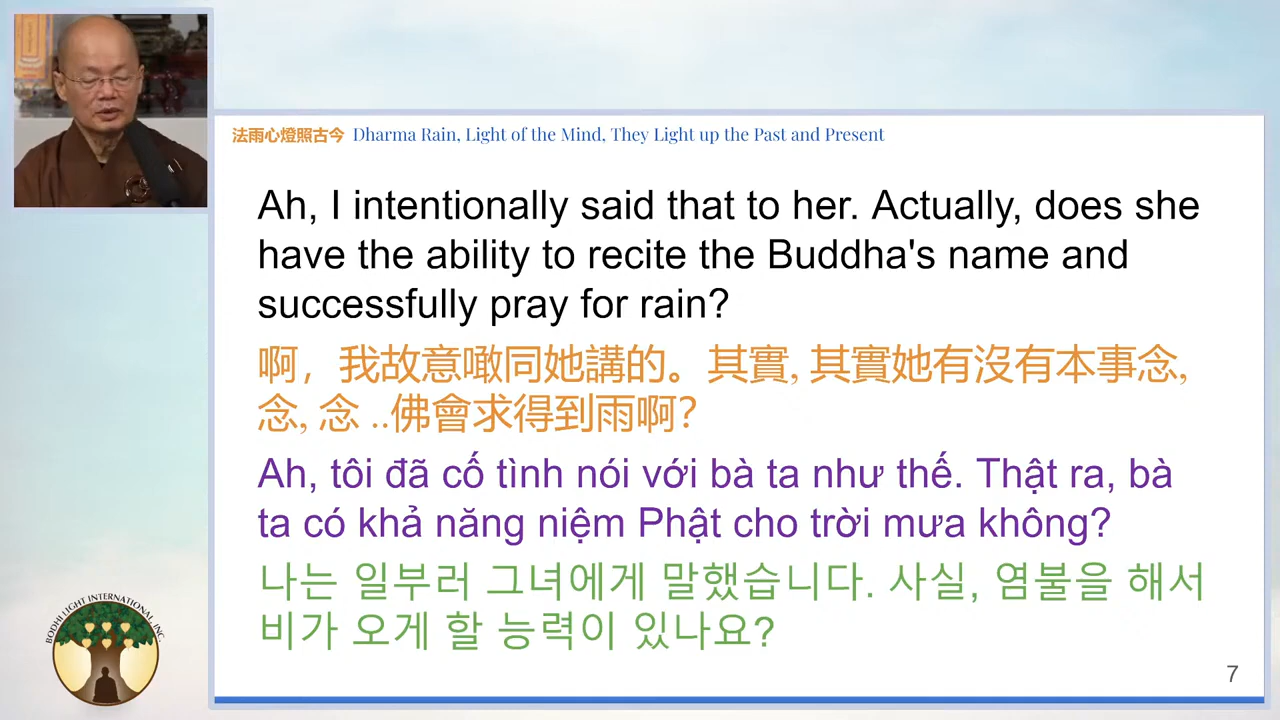 法雨心燈照古今 Dharma Rain, Light of the Mind, They Light up the Past and Present
Ah, I intentionally said that to her. Actually, does she
have the ability to recite the Buddha's name and
successfully pray for rain?
啊，我故意噉同她講的。其實, 其實她有沒有本事念,
念, 念 ..佛會求得到雨啊?
Ah, tôi đã cố tình nói với bà ta như thế. Thật ra, bà
ta có khả năng niệm Phật cho trời mưa không?
나는 일부러 그녀에게 말했습니다. 사실, 염불을 해서
비가 오게 할 능력이 있나요?
BODHI LIGHT INTERNATIONAL, INC.
7